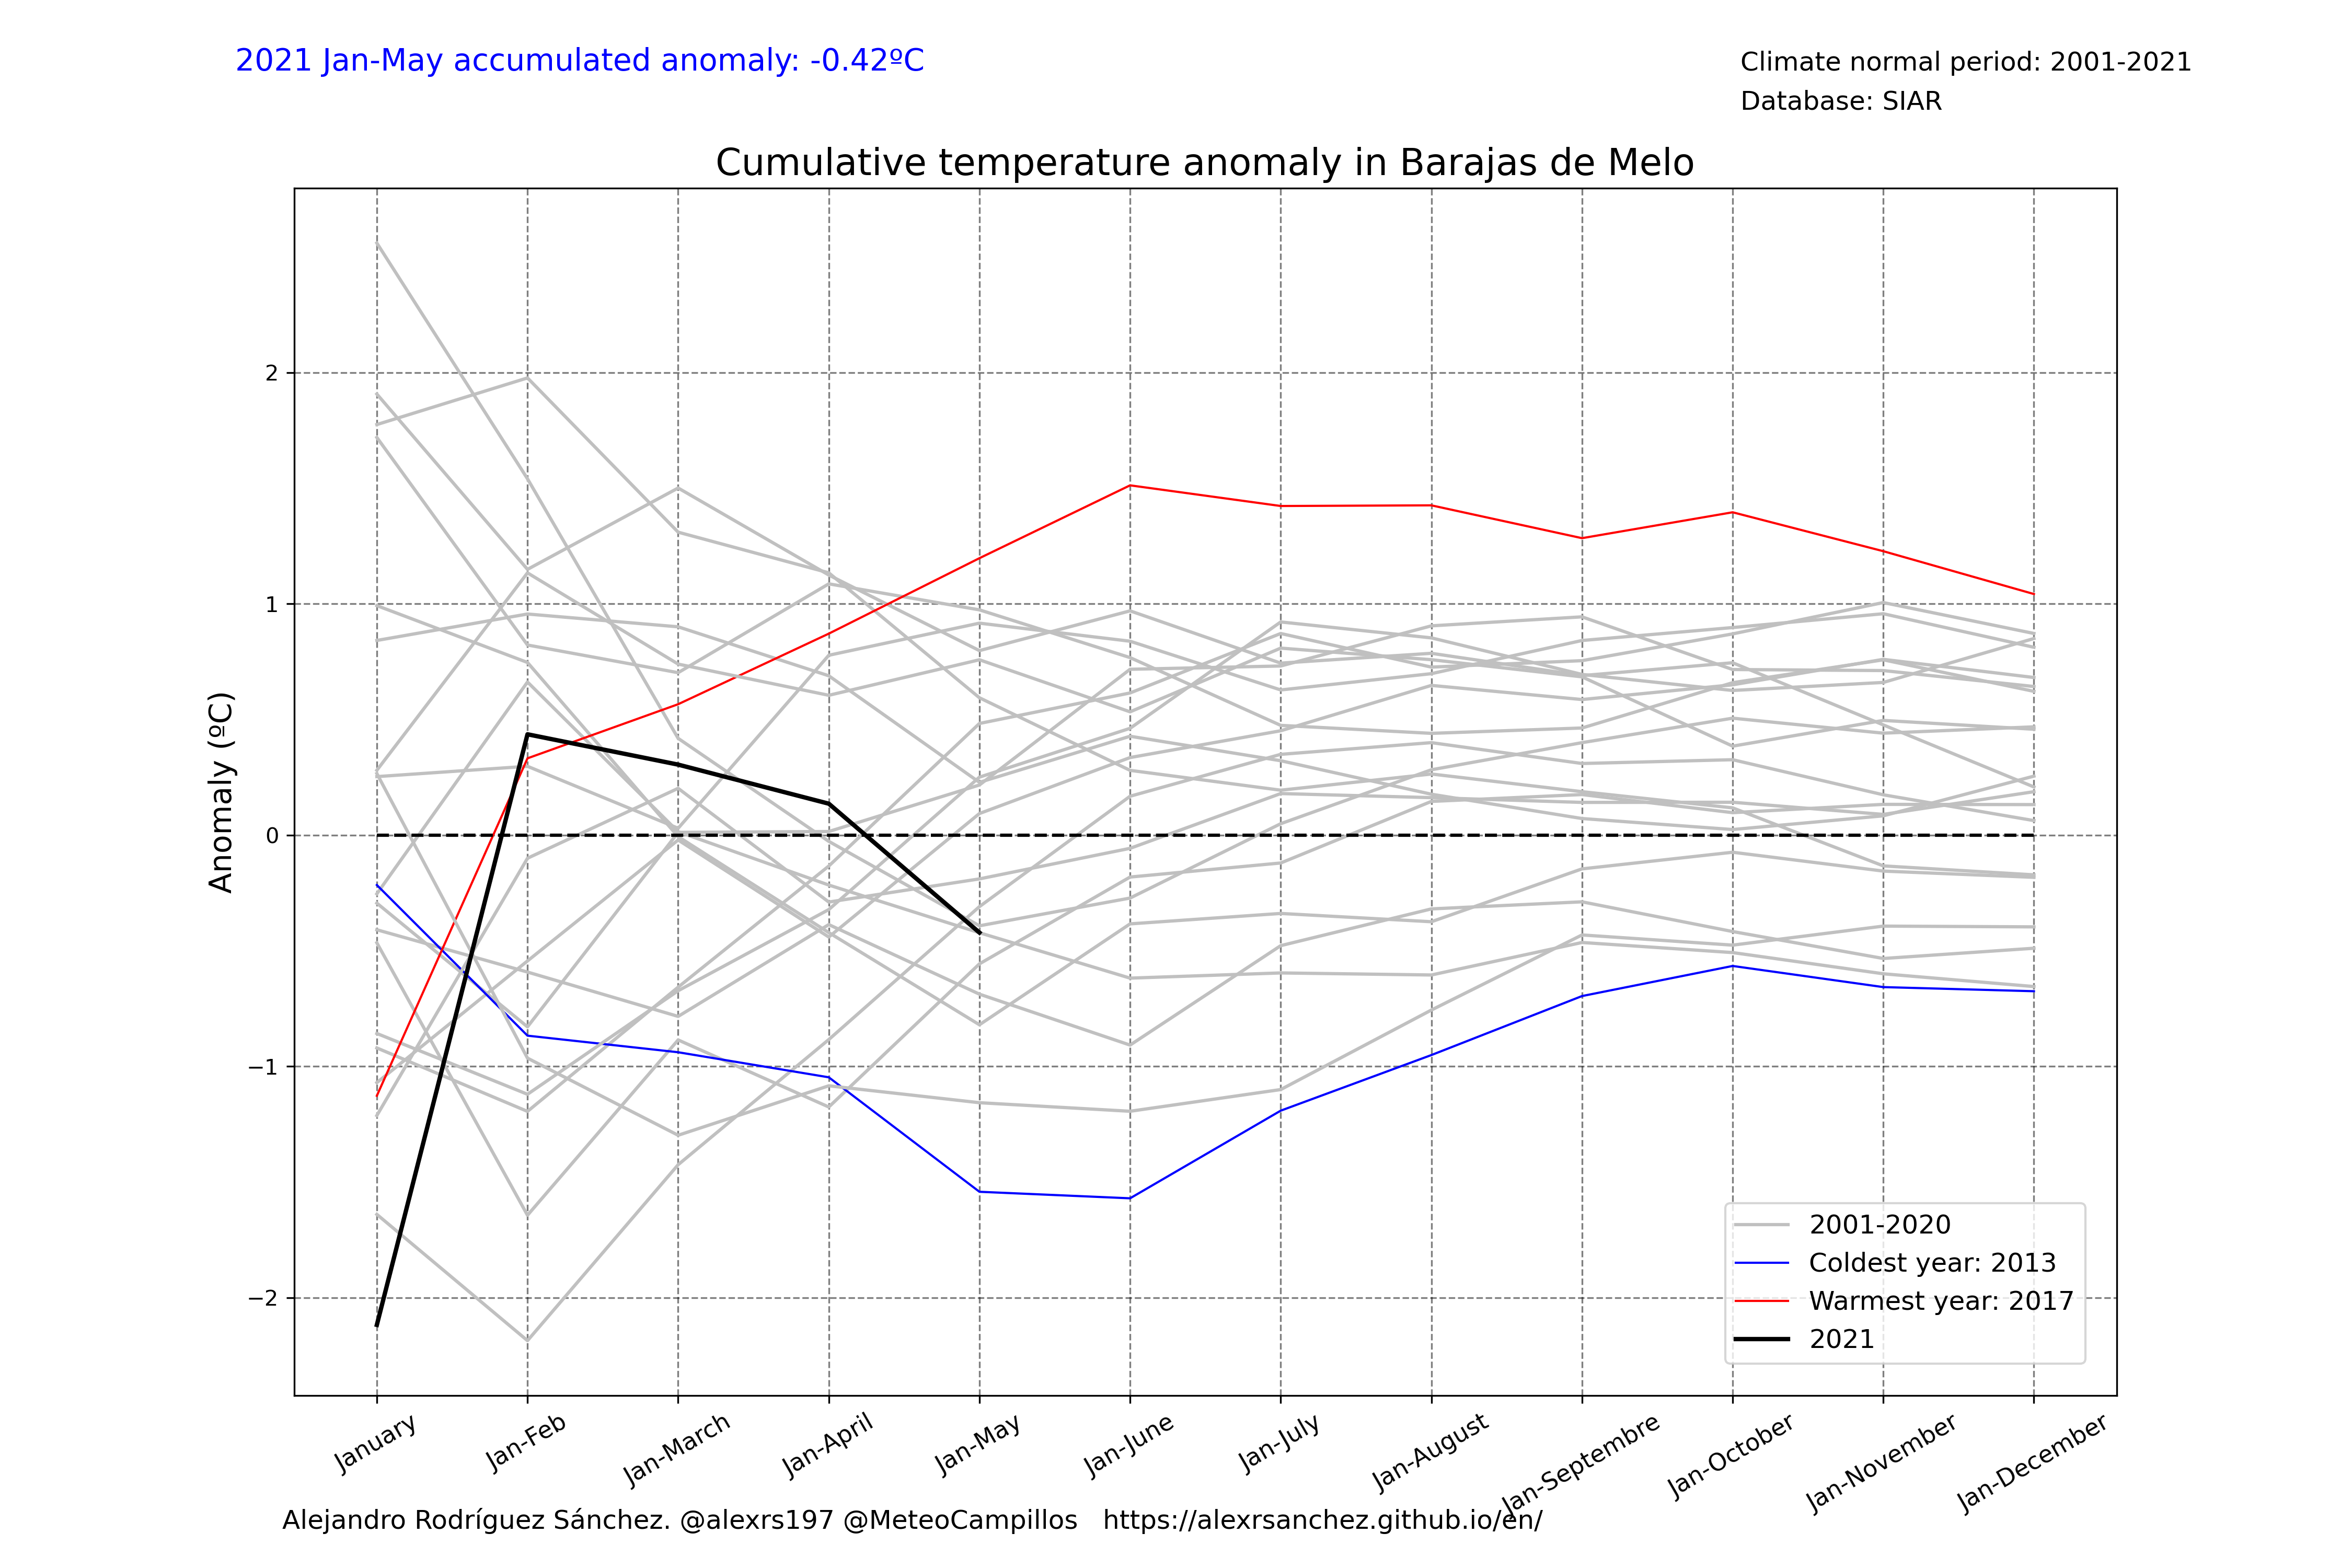 2021 Jan-May accumulated anomaly: -0.42ºC
Climate normal period: 2001-2021
Database: SIAR
Cumulative temperature anomaly in Barajas de Melo
Anomaly (ºC)
2
1
0
−1
−2
January
Jan-Feb
Jan-March
Jan-April
Jan-May
Jan-June
Jan-July
Jan-August
Jan-Septembre
Jan-October
Jan-November
Jan-December
2001-2020
Coldest year: 2013
Warmest year: 2017
2021
Alejandro Rodríguez Sánchez. @alexrs197 @MeteoCampillos https://alexrsanchez.github.io/en/